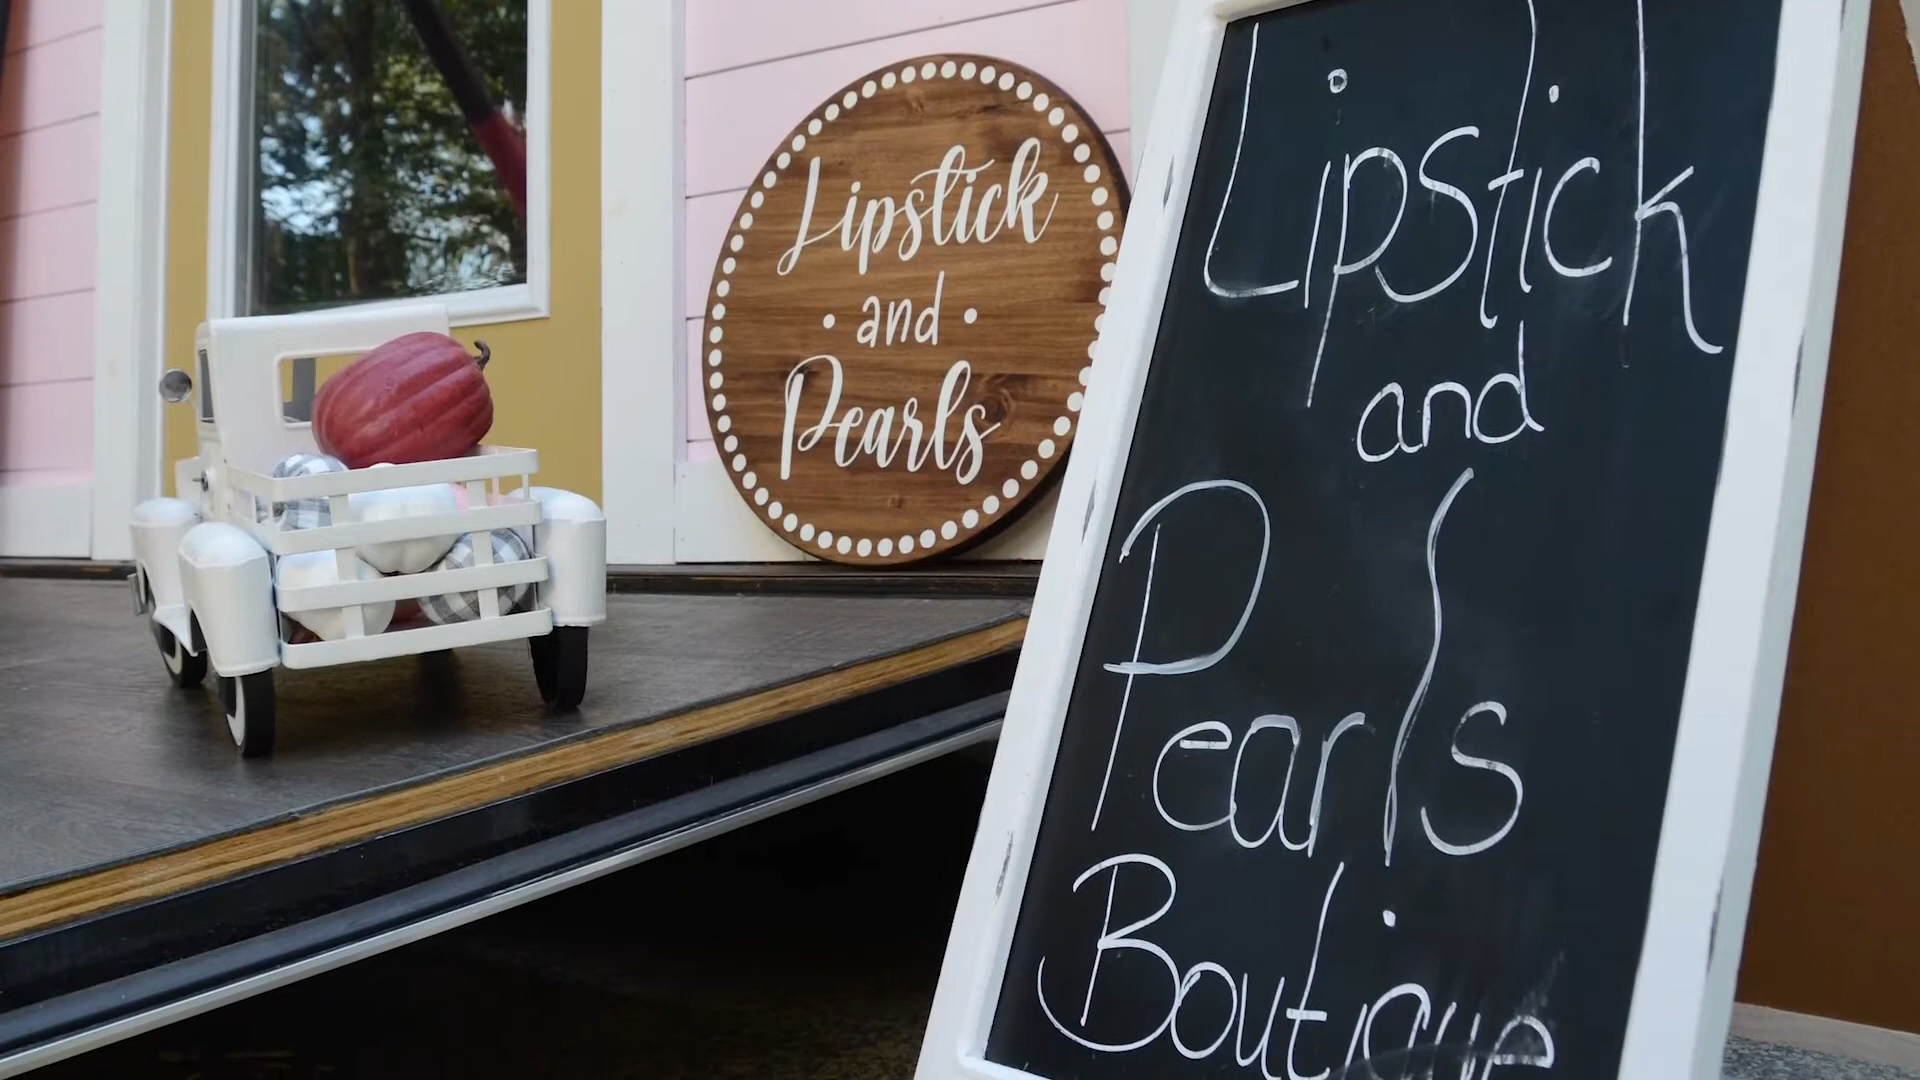 Lipstick
• and •
Pearls
Lipstick
and
Pearls
Boutique